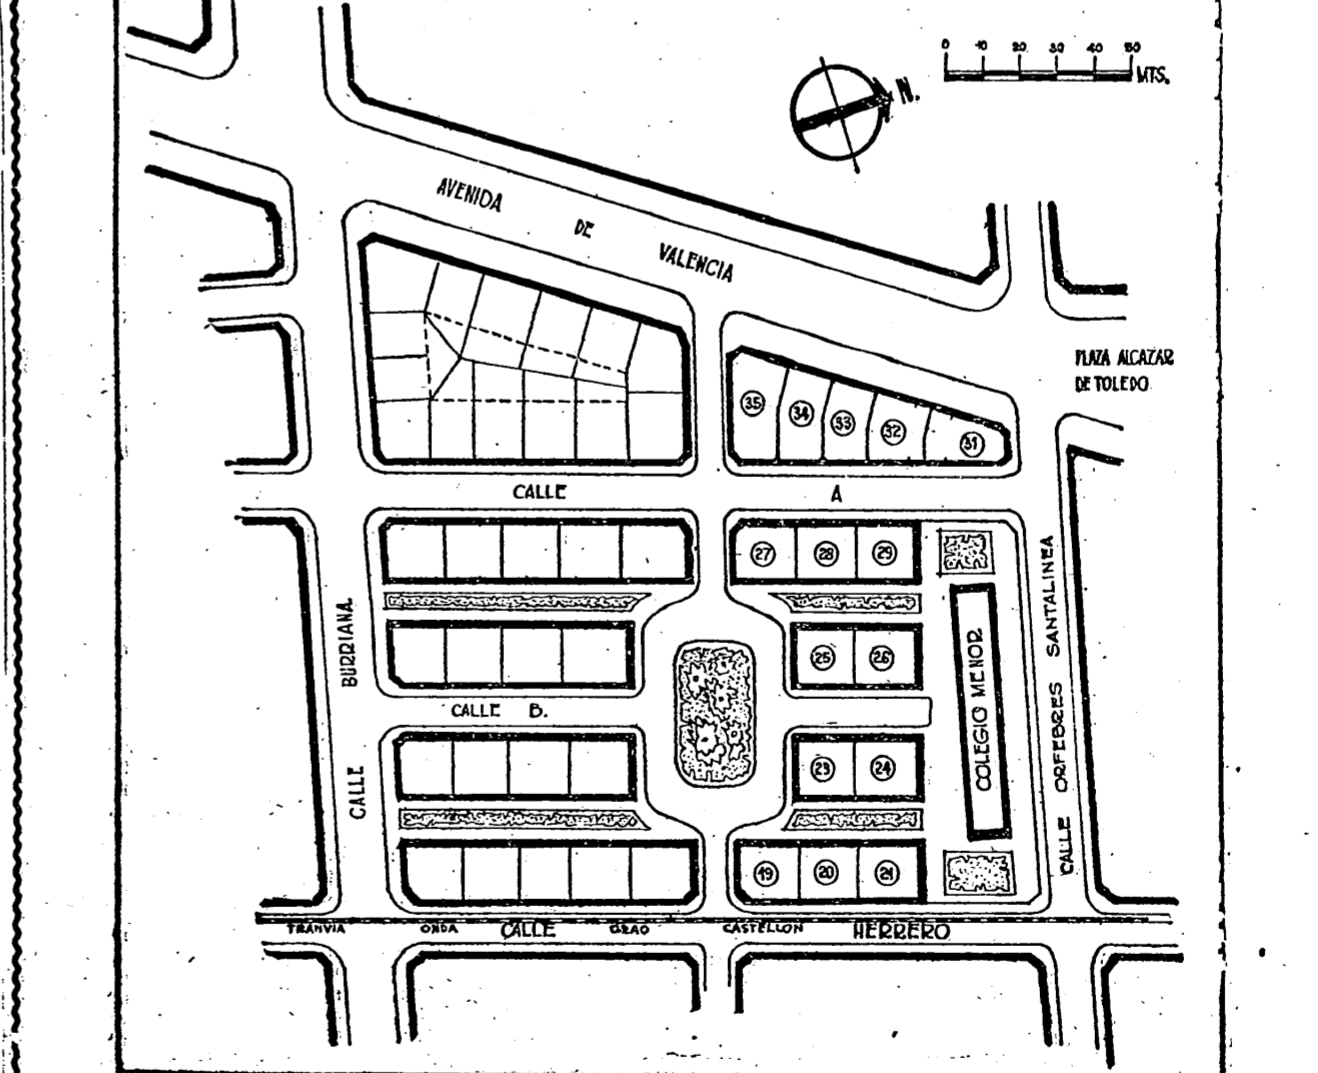 0 10 20 30 40 50
MTS.
N.
AVENIDA DE VALENCIA
PLAZA ALCAZAR
DE TOLEDO
35 34 33 32 31
CALLE A
27 28 29
CALLE BURRIANA.
25 26
CALLE B.
COLEGIO MENOR
CALLE ORFEBRES SANTALINEA
23 24
19 20 21
TRANVIA ONDA GRAO CASTELLON
CALLE HERRERO